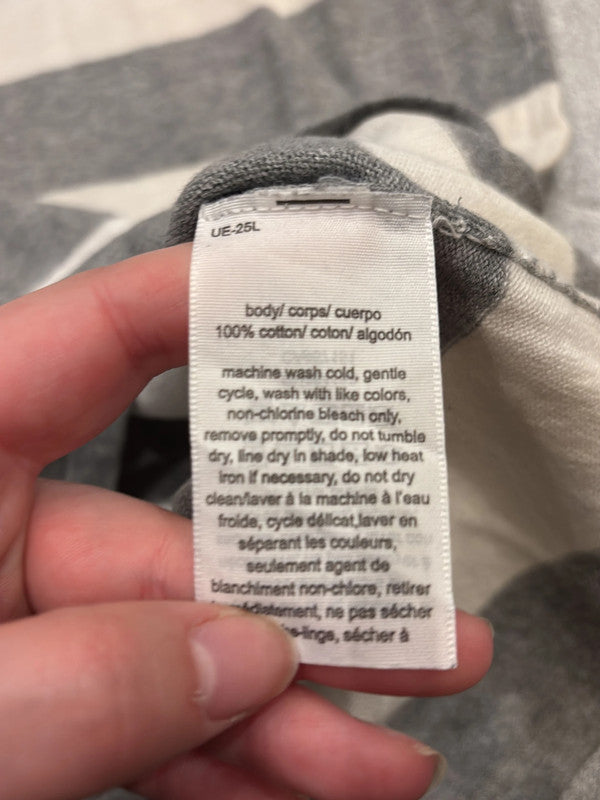 UE-25L
body/ corps/ cuerpo
100% cotton/ coton/ algodón
machine wash cold, gentle
cycle, wash with like colors,
non-chlorine bleach only,
remove promptly, do not tumble
dry, line dry in shade, low heat
iron if necessary, do not dry
clean/laver à la machine à l'eau
froide, cycle délicat,laver en
séparant les couleurs,
seulement agent de
blanchiment non-chlore, retirer
ne pas sécher
sécher à